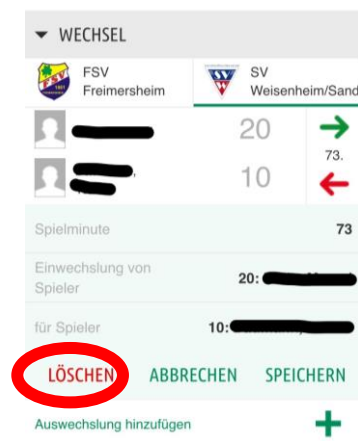 ▼ WECHSEL
FSV
Freimersheim
SV
Weisenheim/Sand
20
73.
10
Spielminute 73
Einwechslung von
Spieler
20:
für Spieler 10:
LÖSCHEN ABBRECHEN SPEICHERN
Auswechslung hinzufügen +